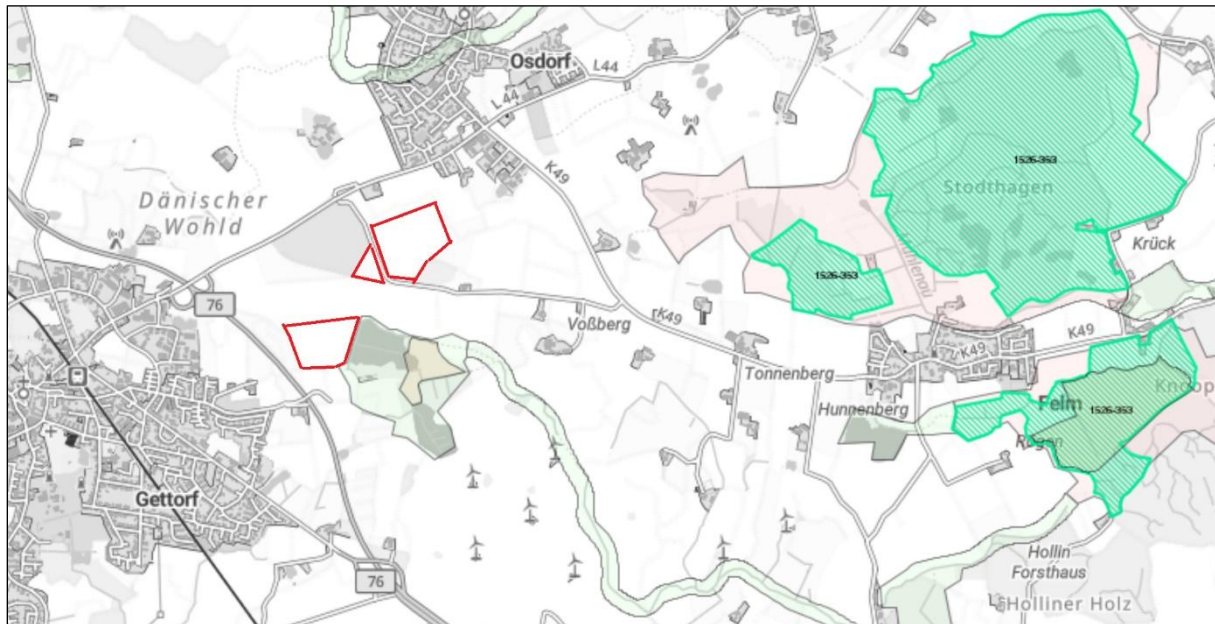 Osdorf
L44
L 44
K49
Dänischer
Wohld
76
1526-353
Stodthagen
1526-353
Mühlenau
Krück
Voßberg
K49
K49
K49
Tonnenberg
Hunnenberg
Felm
1526-353
Gettorf
76
Hollin
Forsthaus
Holliner Holz